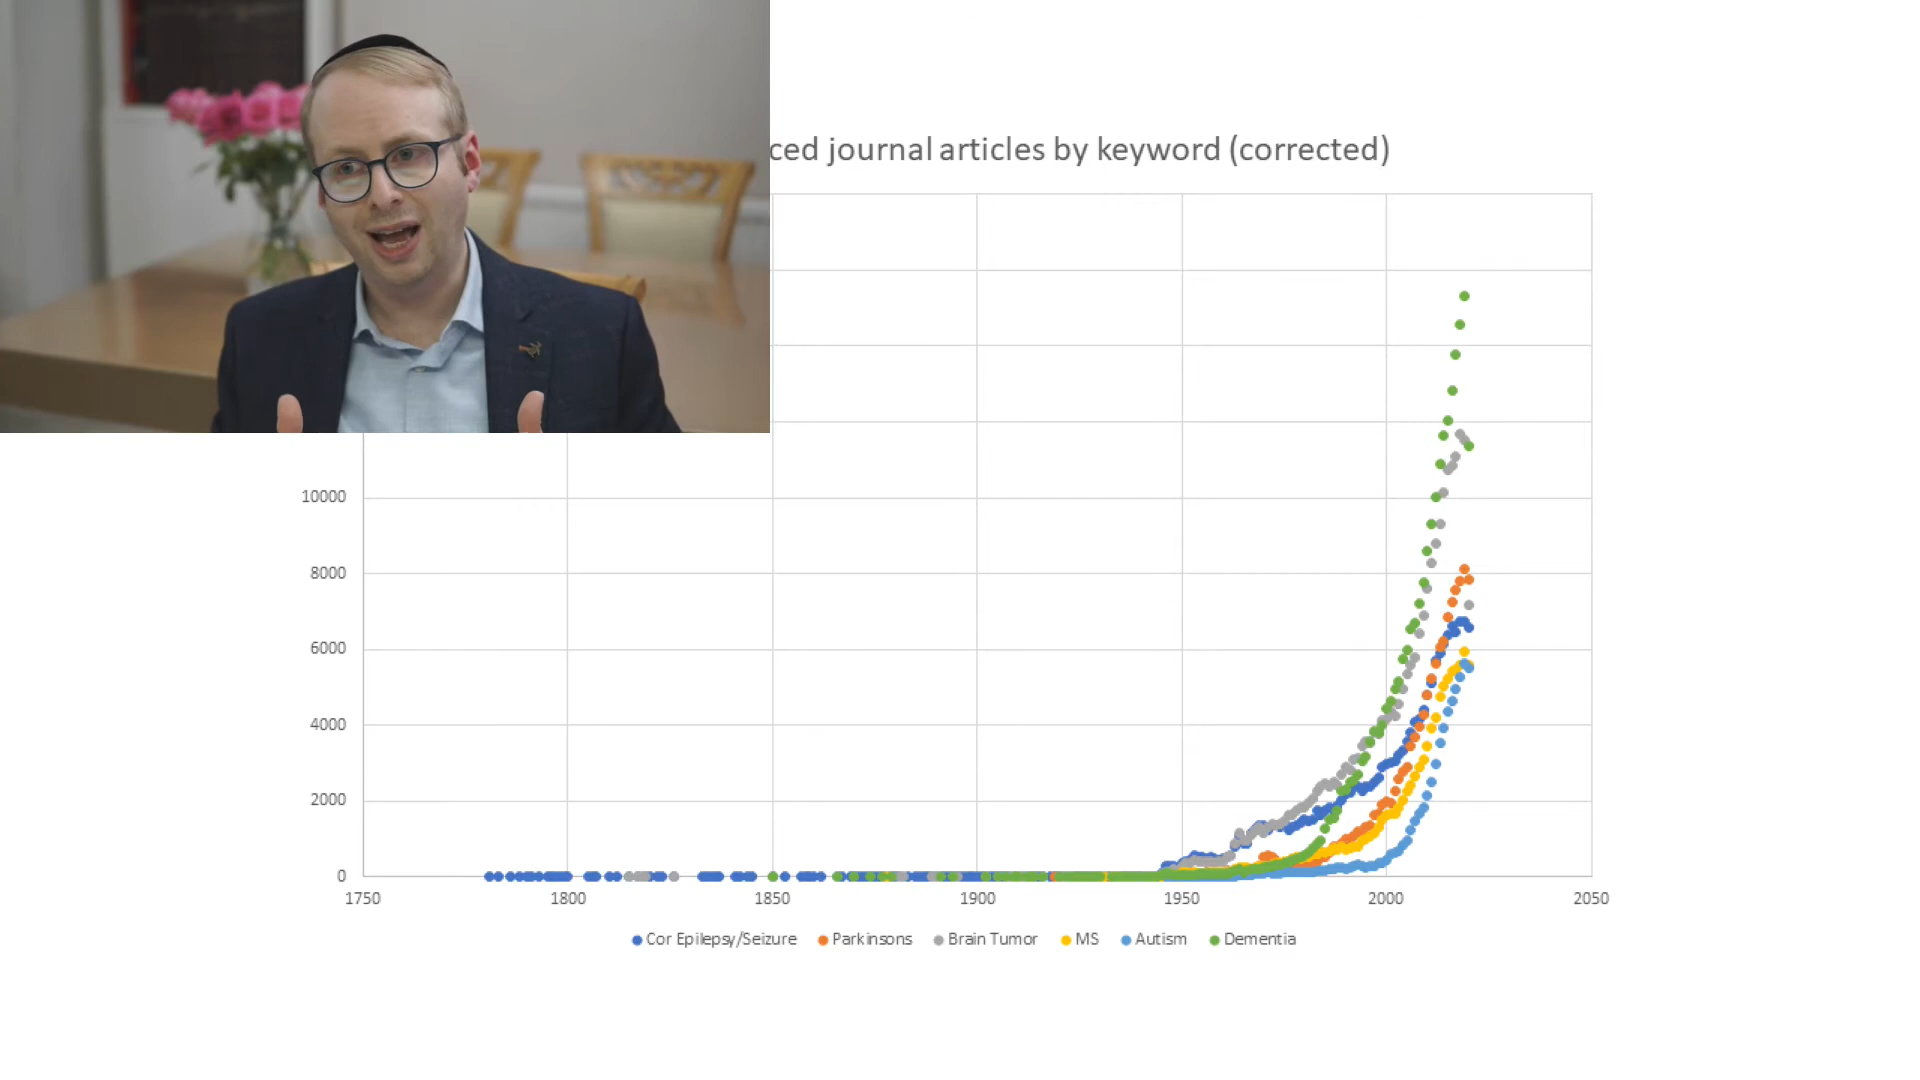 ced journal articles by keyword (corrected)
10000
8000
6000
4000
2000
0
1750 1800 1850 1900 1950 2000 2050
Cor Epilepsy/Seizure Parkinsons Brain Tumor MS Autism Dementia